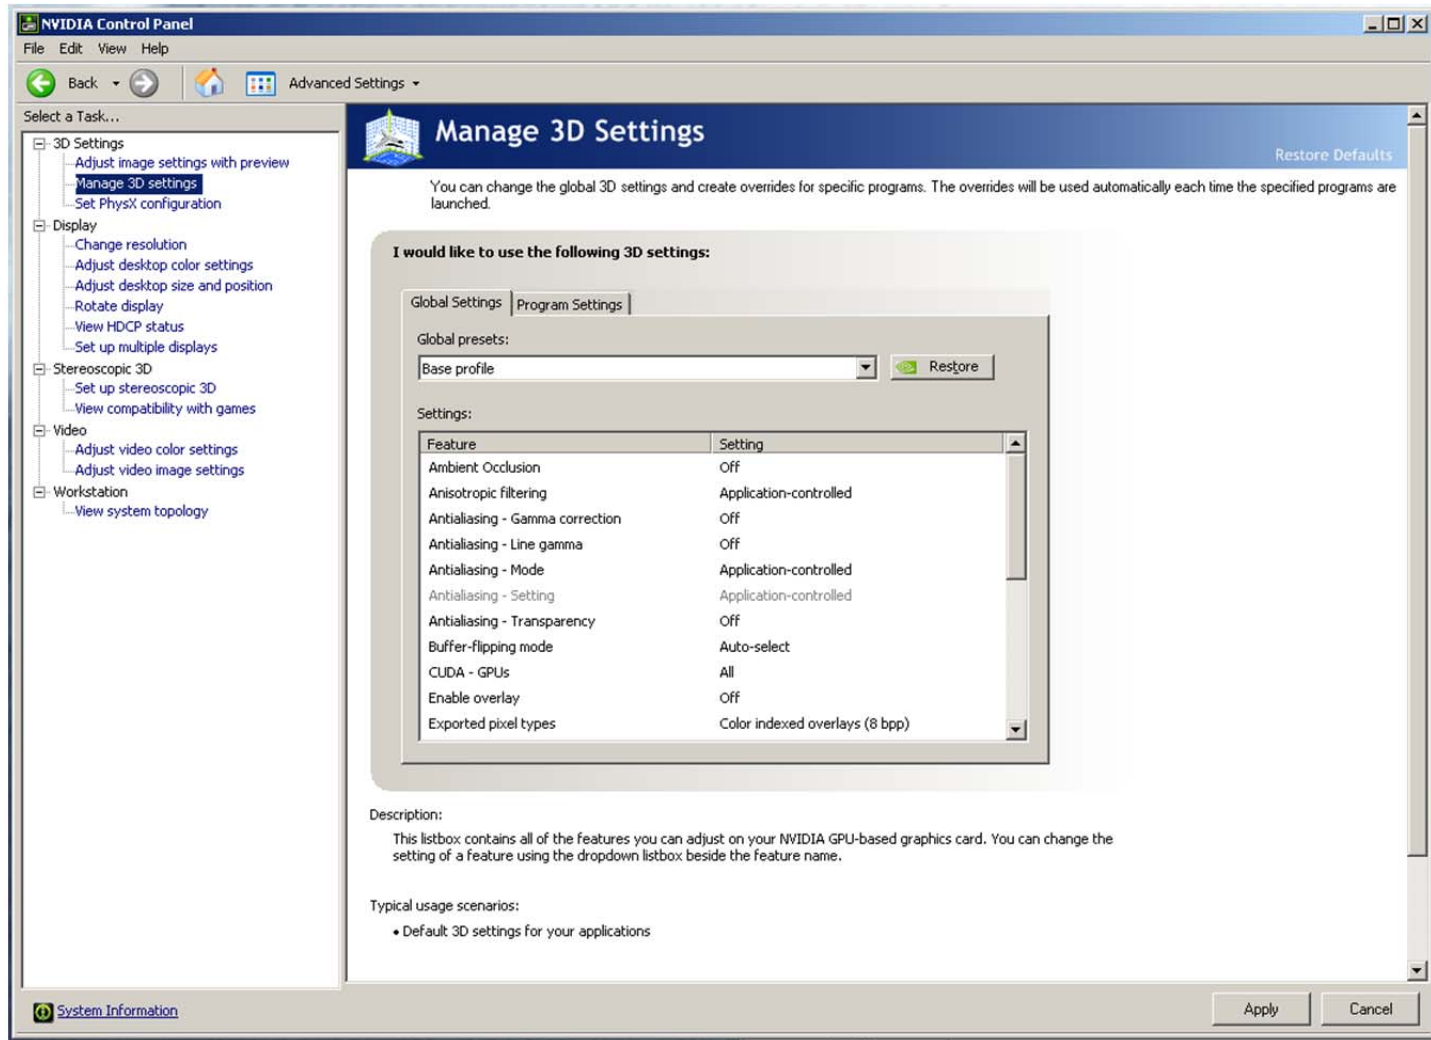 NVIDIA Control Panel
File Edit View Help
Back Advanced Settings
Select a Task...
3D Settings
Adjust image settings with preview
Manage 3D settings
Set PhysX configuration
Display
Change resolution
Adjust desktop color settings
Adjust desktop size and position
Rotate display
View HDCP status
Set up multiple displays
Stereoscopic 3D
Set up stereoscopic 3D
View compatibility with games
Video
Adjust video color settings
Adjust video image settings
Workstation
View system topology
Manage 3D Settings
Restore Defaults
You can change the global 3D settings and create overrides for specific programs. The overrides will be used automatically each time the specified programs are
launched.
I would like to use the following 3D settings:
Global Settings Program Settings
Global presets:
Base profile Restore
Settings:
Feature Setting
Ambient Occlusion Off
Anisotropic filtering Application-controlled
Antialiasing - Gamma correction Off
Antialiasing - Line gamma Off
Antialiasing - Mode Application-controlled
Antialiasing - Setting Application-controlled
Antialiasing - Transparency Off
Buffer-flipping mode Auto-select
CUDA - GPUs All
Enable overlay Off
Exported pixel types Color indexed overlays (8 bpp)
Description:
This listbox contains all of the features you can adjust on your NVIDIA GPU-based graphics card. You can change the
setting of a feature using the dropdown listbox beside the feature name.
Typical usage scenarios:
• Default 3D settings for your applications
System Information Apply Cancel